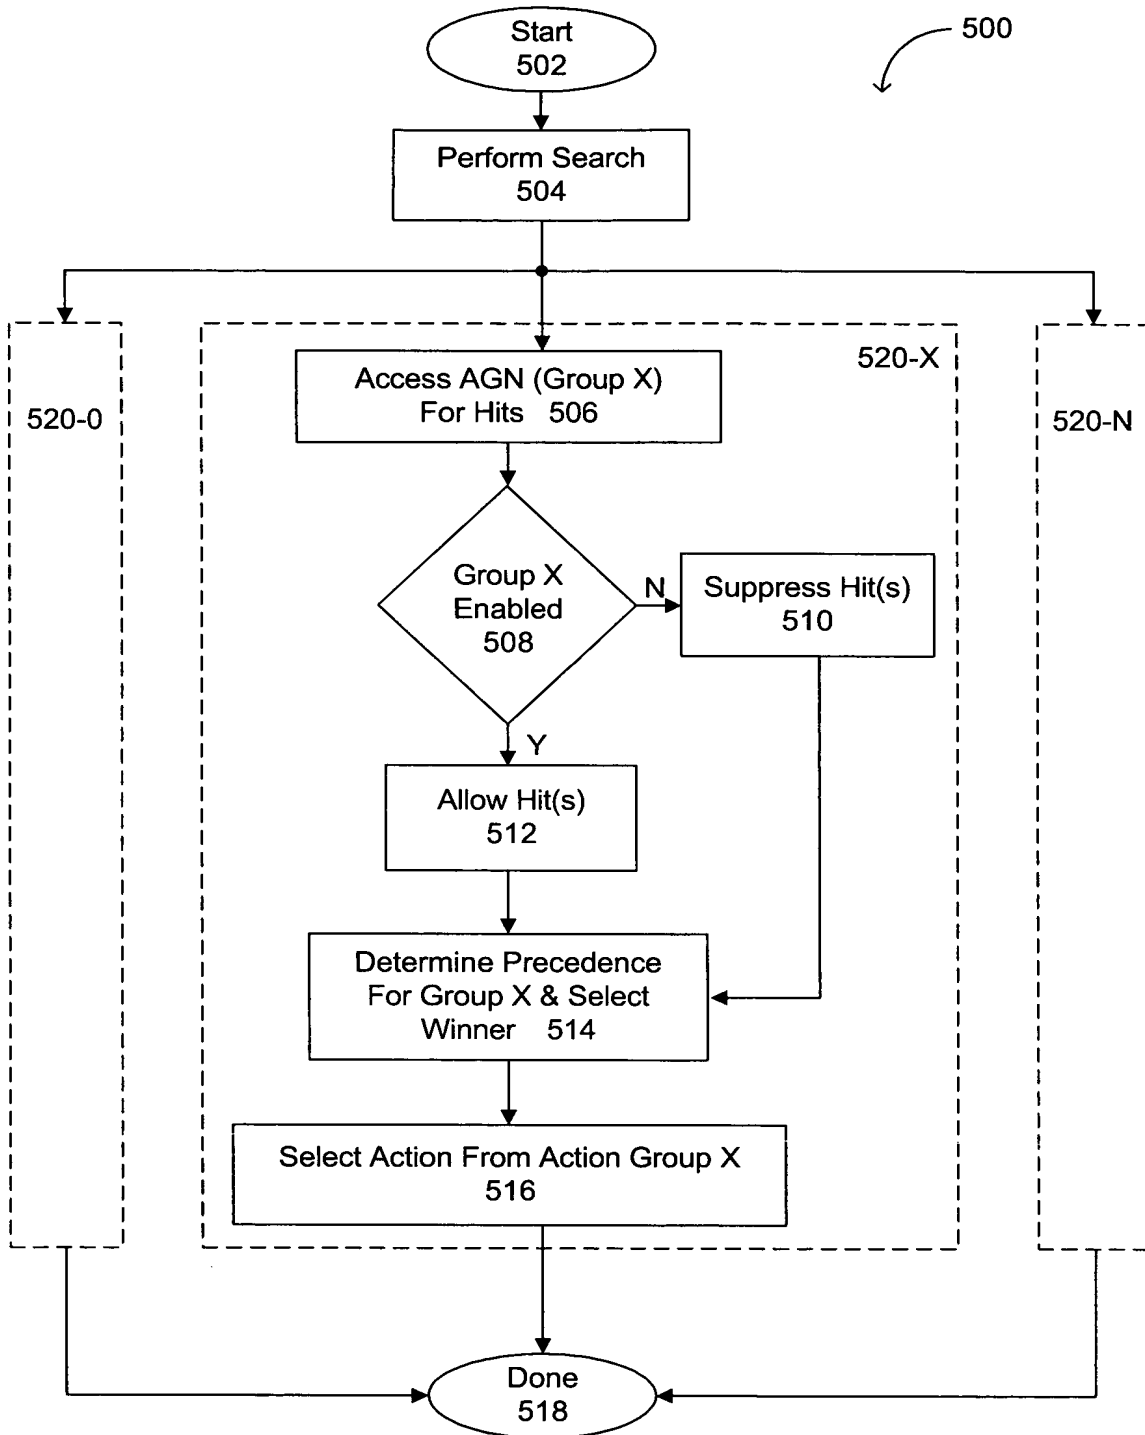 Start
502
500
Perform Search
504
520-0
520-X
520-N
Access AGN (Group X)
For Hits 506
Group X
Enabled
508
N
Suppress Hit(s)
510
Y
Allow Hit(s)
512
Determine Precedence
For Group X & Select
Winner 514
Select Action From Action Group X
516
Done
518